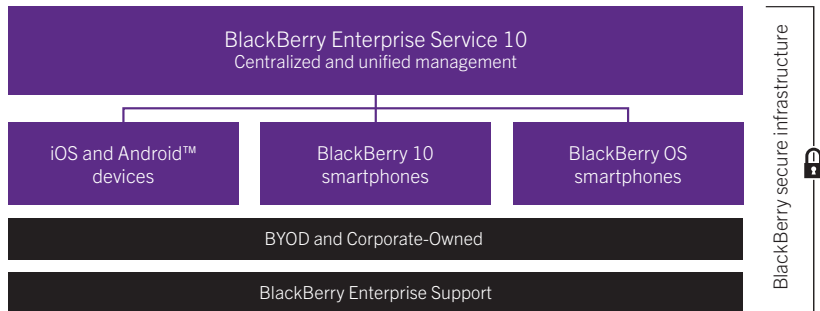 BlackBerry Enterprise Service 10
Centralized and unified management
iOS and Android™
devices
BlackBerry 10
smartphones
BlackBerry OS
smartphones
BYOD and Corporate-Owned
BlackBerry Enterprise Support
BlackBerry secure infrastructure